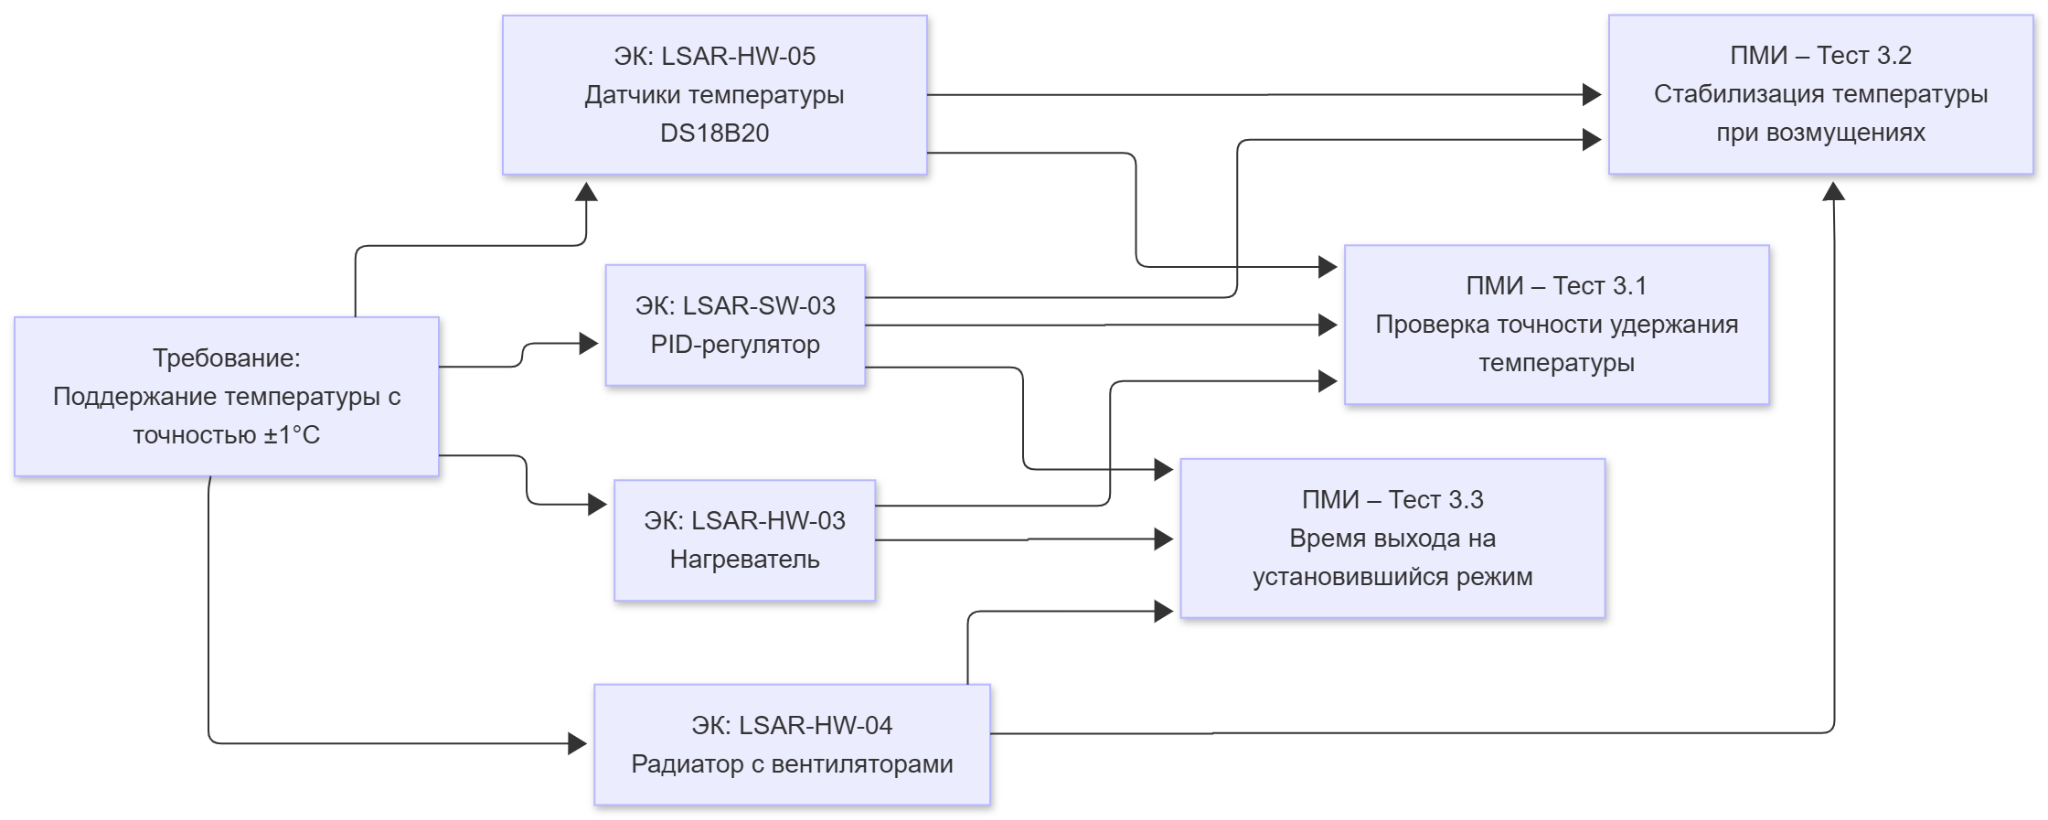 ЭК: LSAR-HW-05
Датчики температуры
DS18B20
ПМИ – Тест 3.2
Стабилизация температуры
при возмущениях
ЭК: LSAR-SW-03
PID-регулятор
ПМИ – Тест 3.1
Проверка точности удержания
температуры
Требование:
Поддержание температуры с
точностью ±1°C
ЭК: LSAR-HW-03
Нагреватель
ПМИ – Тест 3.3
Время выхода на
установившийся режим
ЭК: LSAR-HW-04
Радиатор с вентиляторами